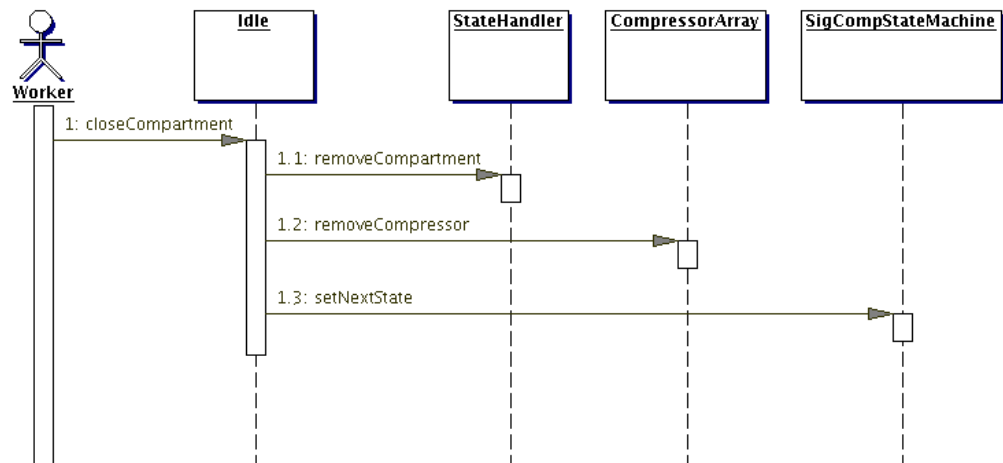 Idle
StateHandler
CompressorArray
SigCompStateMachine
Worker
1: closeCompartment
1.1: removeCompartment
1.2: removeCompressor
1.3: setNextState